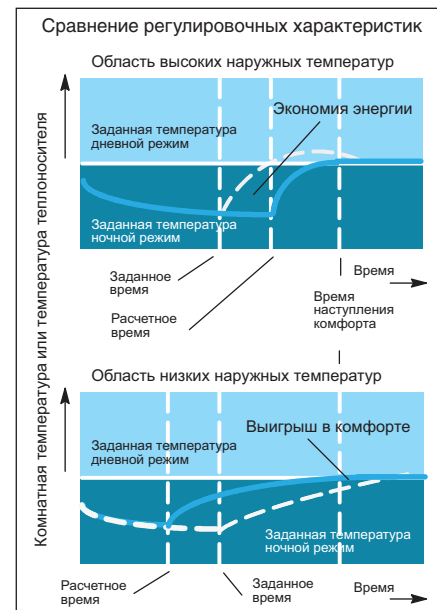 Сравнение регулировочных характеристик
Комнатная температура или температура теплоносителя
Область высоких наружных температур
Экономия энергии
Заданная температура
дневной режим
Заданная температура
ночной режим
Заданное
время
Время
Расчетное
время
Время
наступления
комфорта
Область низких наружных температур
Выигрыш в комфорте
Заданная температура
дневной режим
Заданная температура
ночной режим
Расчетное
время
Заданное
время
Время